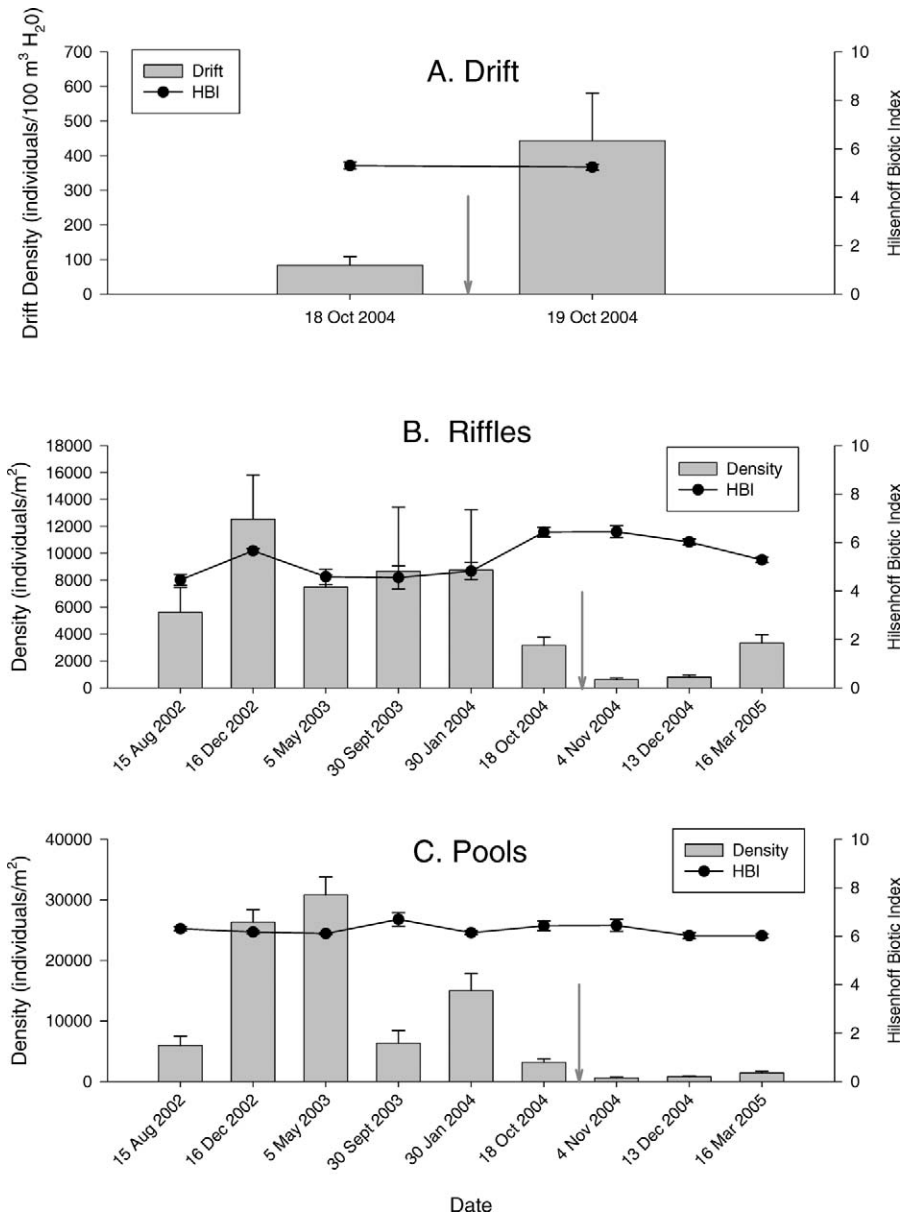 A. Drift
Drift
HBI
Drift Density (individuals/100 m³ H₂0)
700
600
500
400
300
200
100
0
10
8
6
4
2
0
Hilsenhoff Biotic Index
18 Oct 2004
19 Oct 2004
B. Riffles
Density
HBI
Density (individuals/m²)
18000
16000
14000
12000
10000
8000
6000
4000
2000
0
10
8
6
4
2
0
Hilsenhoff Biotic Index
15 Aug 2002
16 Dec 2002
5 May 2003
30 Sept 2003
30 Jan 2004
18 Oct 2004
4 Nov 2004
13 Dec 2004
16 Mar 2005
C. Pools
Density
HBI
Density (individuals/m²)
40000
30000
20000
10000
0
10
8
6
4
2
0
Hilsenhoff Biotic Index
15 Aug 2002
16 Dec 2002
5 May 2003
30 Sept 2003
30 Jan 2004
18 Oct 2004
4 Nov 2004
13 Dec 2004
16 Mar 2005
Date